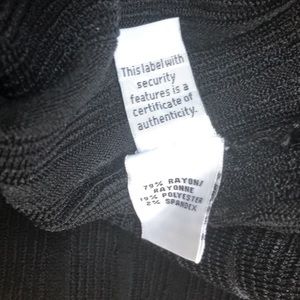 This label with
security
features is a
certificate of
authenticity.
79% RAYON/
RAYONNE
19% POLYESTER
2% SPANDEX